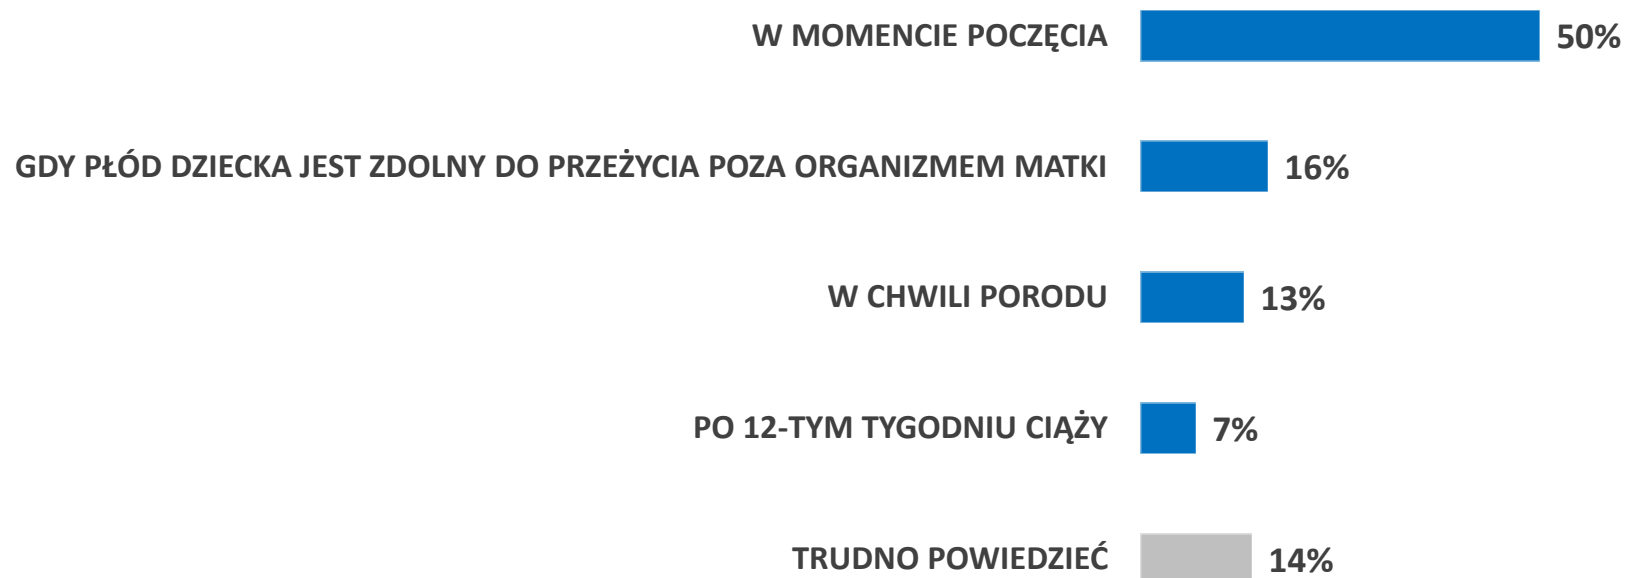 W MOMENCIE POCZĘCIA 50%
GDY PŁÓD DZIECKA JEST ZDOLNY DO PRZEŻYCIA POZA ORGANIZMEM MATKI 16%
W CHWILI PORODU 13%
PO 12-TYM TYGODNIU CIĄŻY 7%
TRUDNO POWIEDZIEĆ 14%